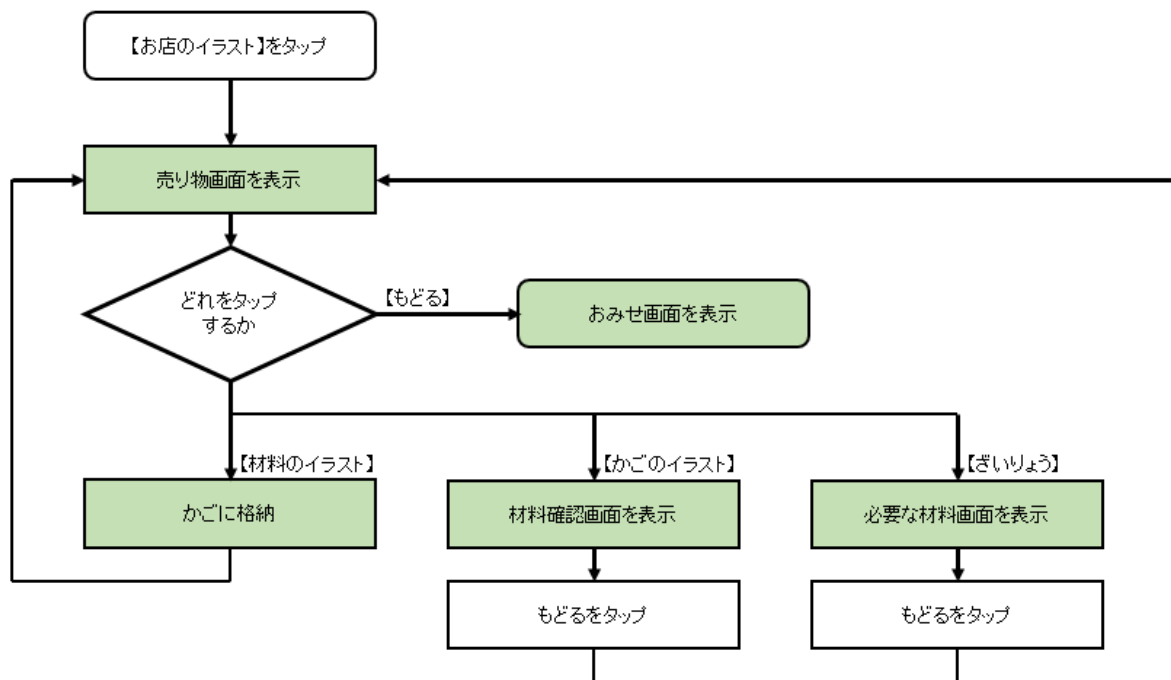 【お店のイラスト】をタップ
売り物画面を表示
どれをタップ
するか
【もどる】
おみせ画面を表示
【材料のイラスト】
【かごのイラスト】
【ざいりょう】
かごに格納
材料確認画面を表示
必要な材料画面を表示
もどるをタップ
もどるをタップ